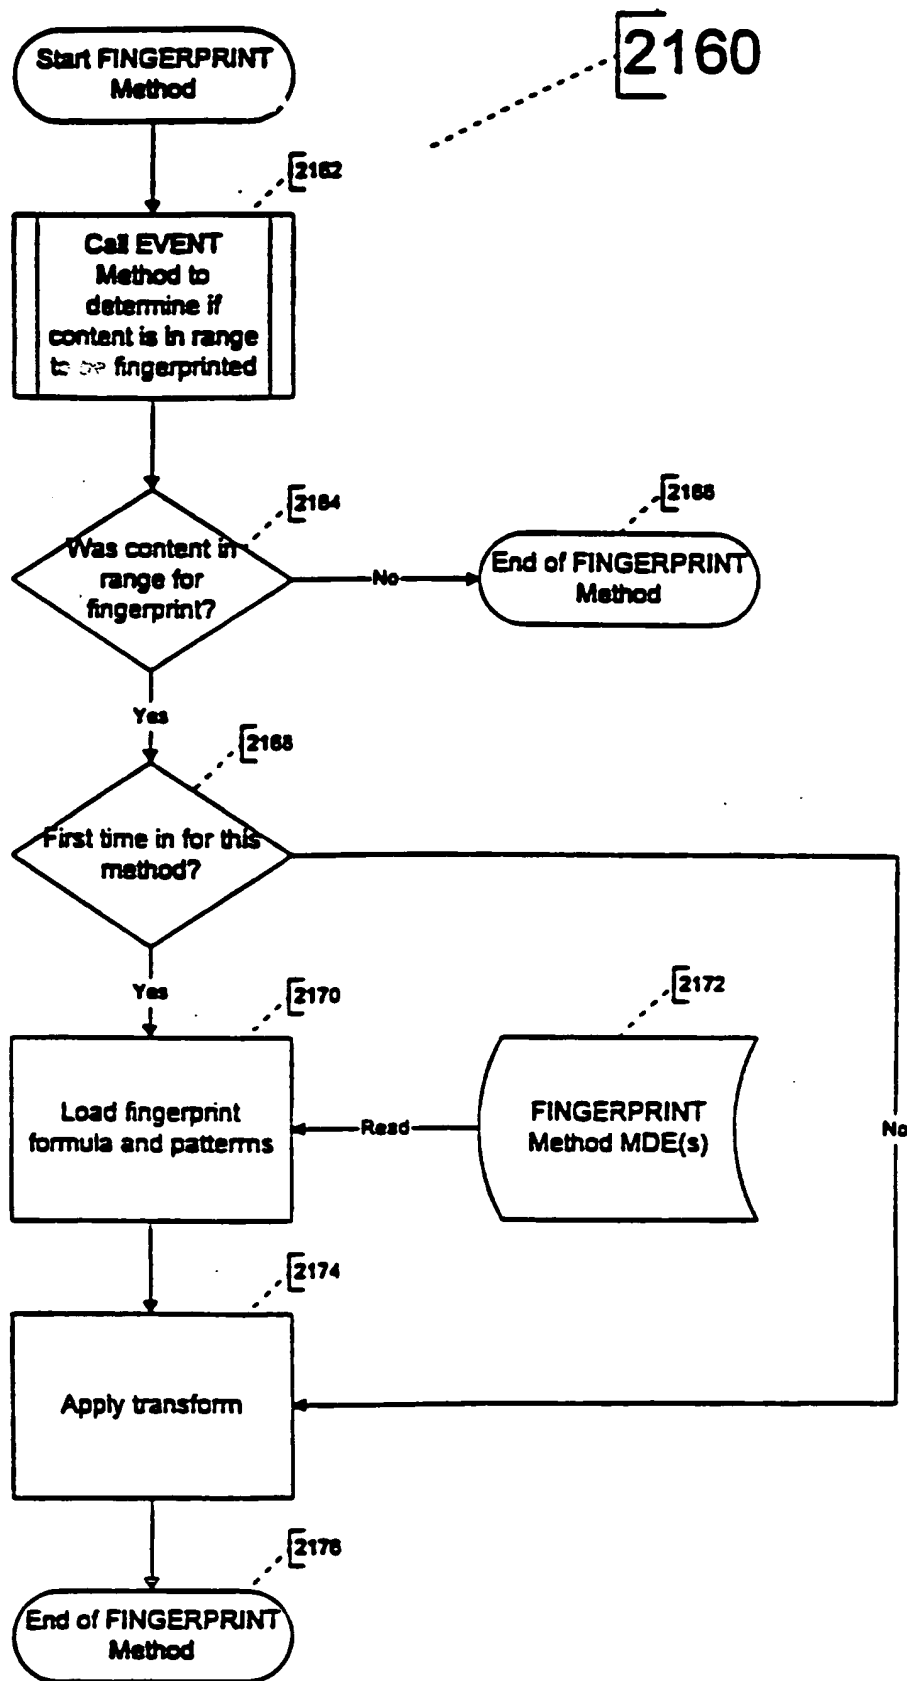 2160
Start FINGERPRINT
Method
2162
Call EVENT
Method to
determine if
content is in range
to be fingerprinted
2164
Was content in
range for
fingerprint?
No
2166
End of FINGERPRINT
Method
Yes
2168
First time in for this
method?
Yes
2170
Load fingerprint
formula and patterms
Read
2172
FINGERPRINT
Method MDE(s)
No
2174
Apply transform
2176
End of FINGERPRINT
Method